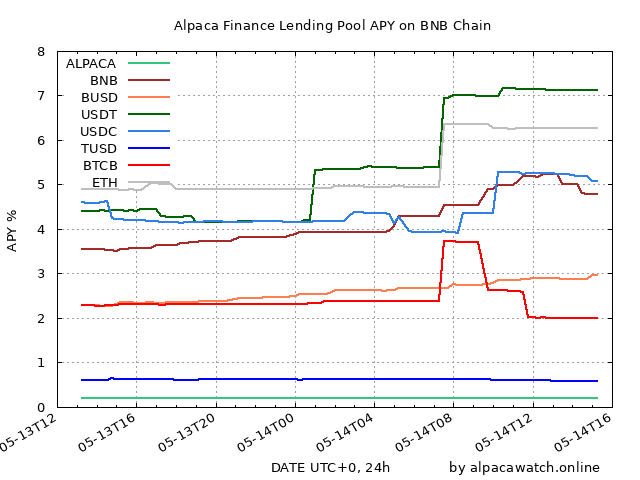 Alpaca Finance Lending Pool APY on BNB Chain
8
7
6
5
4
3
2
1
0
APY %
ALPACA
BNB
BUSD
USDT
USDC
TUSD
BTCB
ETH
05-13T12
05-13T16
05-13T20
05-14T00
05-14T04
05-14T08
05-14T12
05-14T16
DATE UTC+0, 24h
by alpacawatch.online